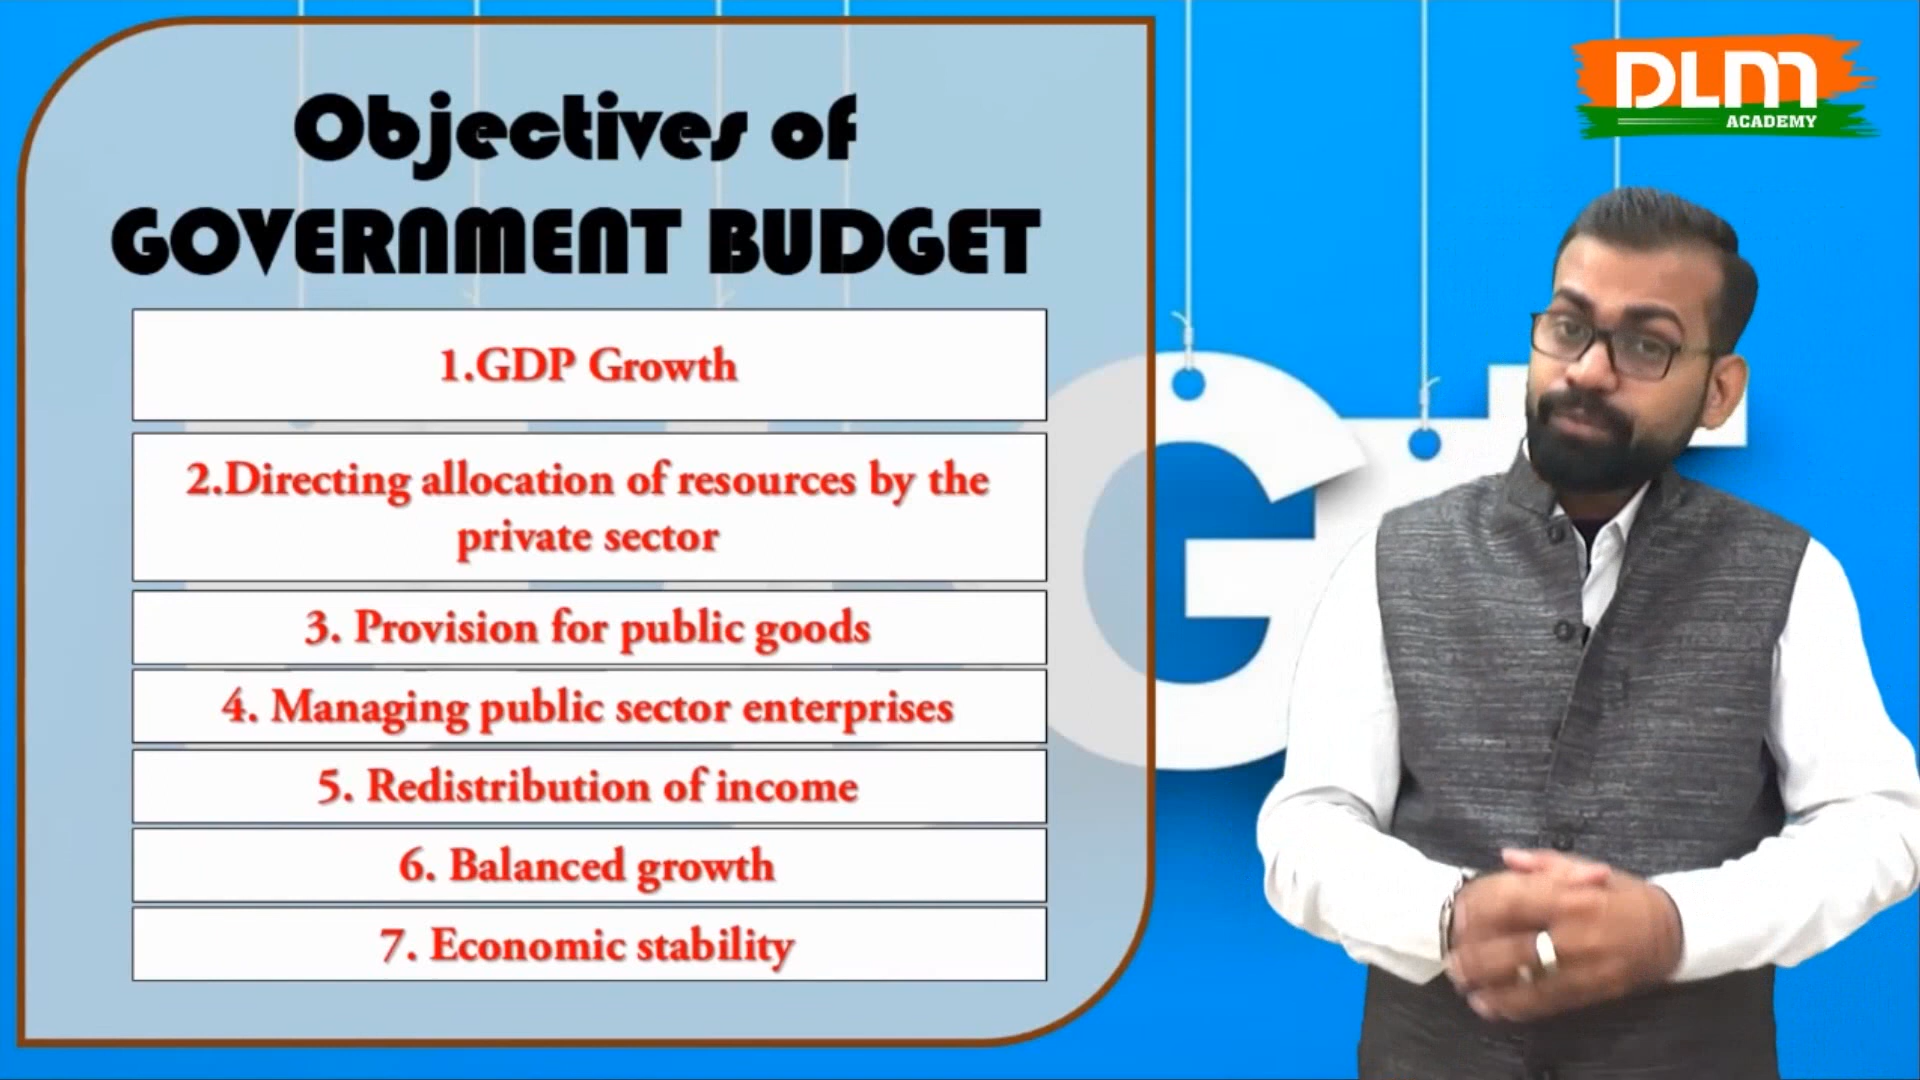 Objectives of
GOVERNMENT BUDGET
1.GDP Growth
2.Directing allocation of resources by the
private sector
3. Provision for public goods
4. Managing public sector enterprises
5. Redistribution of income
6. Balanced growth
7. Economic stability
DLM
ACADEMY